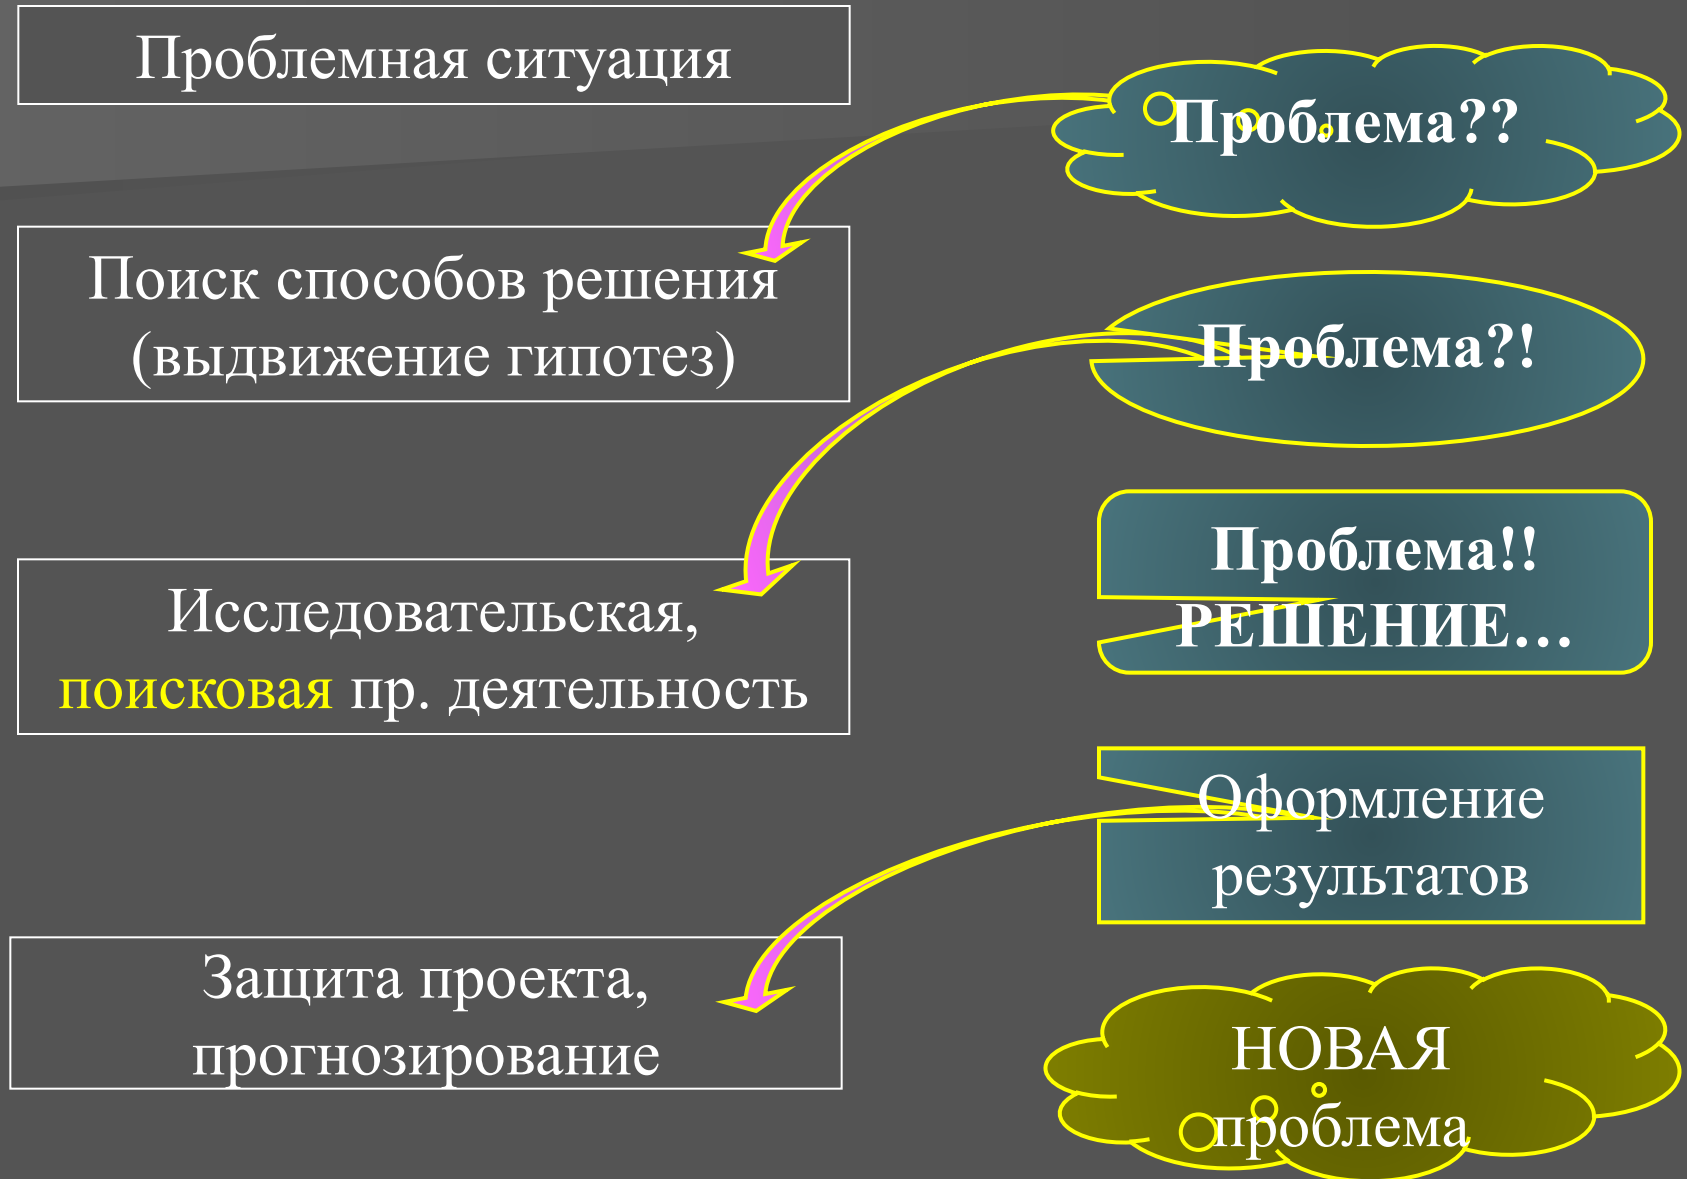 Проблемная ситуация
Проблема??
Поиск способов решения
(выдвижение гипотез)
Проблема?!
Исследовательская,
поисковая пр. деятельность
Проблема!!
РЕШЕНИЕ...
Оформление
результатов
Защита проекта,
прогнозирование
НОВАЯ
проблема